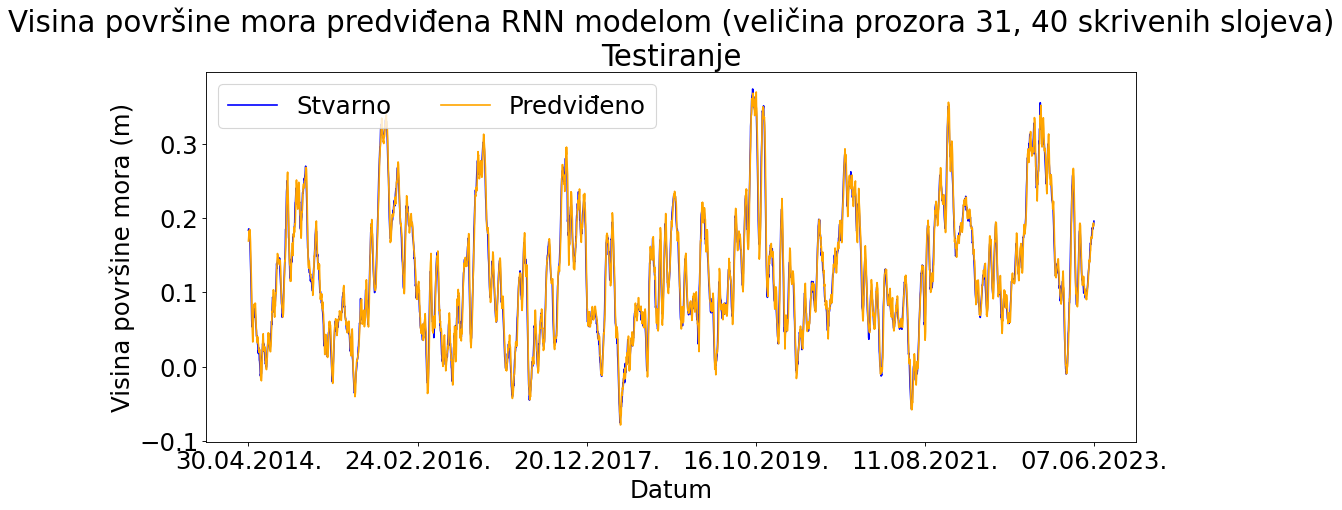 Visina površine mora predviđena RNN modelom (veličina prozora 31, 40 skrivenih slojeva)
Testiranje
Stvarno
Predviđeno
Visina površine mora (m)
0.3
0.2
0.1
0.0
−0.1
30.04.2014.
24.02.2016.
20.12.2017.
16.10.2019.
11.08.2021.
07.06.2023.
Datum